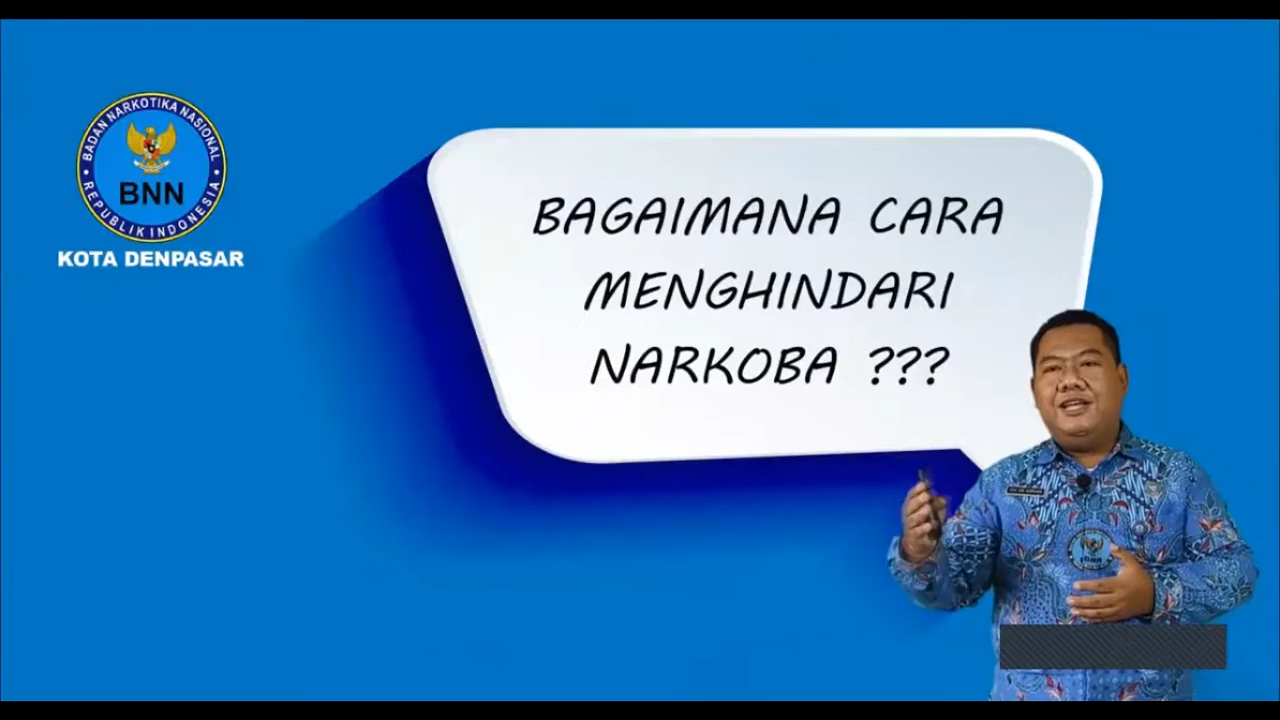 BADAN NARKOTIKA NASIONAL
BNN
REPUBLIK INDONESIA
KOTA DENPASAR
BAGAIMANA CARA
MENGHINDARI
NARKOBA ???